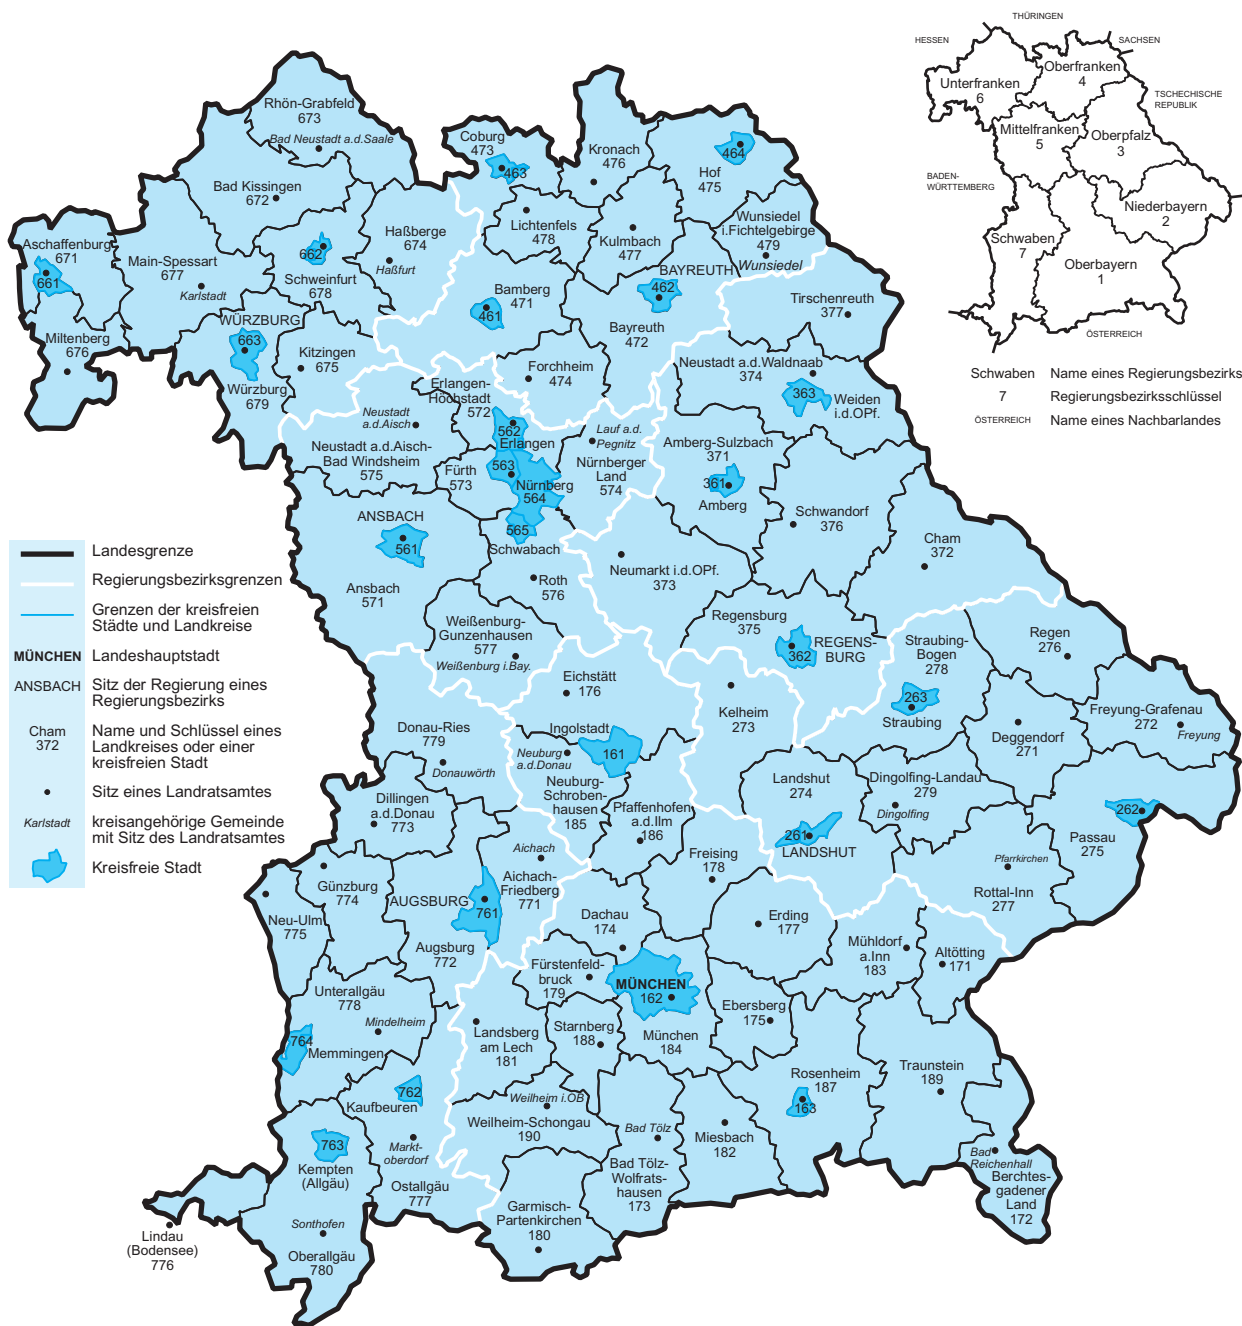 THÜRINGEN
HESSEN
SACHSEN
Oberfranken
4
Unterfranken
6
TSCHECHISCHE
REPUBLIK
Mittelfranken
5
Oberpfalz
3
BADEN-
WÜRTTEMBERG
Niederbayern
2
Schwaben
7
Oberbayern
1
ÖSTERREICH
Schwaben Name eines Regierungsbezirks
7 Regierungsbezirksschlüssel
ÖSTERREICH Name eines Nachbarlandes
Rhön-Grabfeld
673
Bad Neustadt a.d.Saale
Coburg
473
463
Kronach
476
464
Hof
475
Bad Kissingen
672
Lichtenfels
478
Kulmbach
477
Wunsiedel
i.Fichtelgebirge
479
Wunsiedel
Haßberge
674
Haßfurt
Aschaffenburg
671
661
Main-Spessart
677
Karlstadt
662
Schweinfurt
678
Bamberg
471
461
BAYREUTH
462
Bayreuth
472
Tirschenreuth
377
Miltenberg
676
WÜRZBURG
663
Würzburg
679
Kitzingen
675
Forchheim
474
Neustadt a.d.Waldnaab
374
363
Weiden
i.d.OPf.
Erlangen-
Höchstadt
572
Neustadt
a.d.Aisch
Neustadt a.d.Aisch-
Bad Windsheim
575
562
Erlangen
Lauf a.d.
Pegnitz
Nürnberger
Land
574
Fürth
573
563
Nürnberg
564
Amberg-Sulzbach
371
361
Amberg
Schwandorf
376
Cham
372
ANSBACH
561
Ansbach
571
565
Schwabach
Roth
576
Neumarkt i.d.OPf.
373
Weißenburg-
Gunzenhausen
577
Weißenburg i.Bay.
Regensburg
375
362
REGENS-
BURG
Straubing-
Bogen
278
263
Straubing
Regen
276
Freyung-Grafenau
272
Freyung
Deggendorf
271
Eichstätt
176
Kelheim
273
Ingolstadt
161
Neuburg
a.d.Donau
Neuburg-
Schroben-
hausen
185
Donau-Ries
779
Donauwörth
Landshut
274
261
LANDSHUT
Dingolfing-Landau
279
Dingolfing
262
Passau
275
Dillingen
a.d.Donau
773
Pfaffenhofen
a.d.Ilm
186
Pfarrkirchen
Rottal-Inn
277
Freising
178
Aichach
Aichach-
Friedberg
771
Günzburg
774
AUGSBURG
761
Augsburg
772
Neu-Ulm
775
Dachau
174
Erding
177
Mühldorf
a.Inn
183
Altötting
171
Fürstenfeld-
bruck
179
MÜNCHEN
162
München
184
Ebersberg
175
Unterallgäu
778
Mindelheim
764
Memmingen
Landsberg
am Lech
181
Starnberg
188
Rosenheim
187
163
Traunstein
189
762
Kaufbeuren
Weilheim i.OB
Weilheim-Schongau
190
Bad Tölz
Bad Tölz-
Wolfrats-
hausen
173
Miesbach
182
763
Kempten
(Allgäu)
Markt-
oberdorf
Ostallgäu
777
Bad
Reichenhall
Berchtes-
gadener
Land
172
Garmisch-
Partenkirchen
180
Lindau
(Bodensee)
776
Sonthofen
Oberallgäu
780
Landesgrenze
Regierungsbezirksgrenzen
Grenzen der kreisfreien
Städte und Landkreise
MÜNCHEN Landeshauptstadt
ANSBACH Sitz der Regierung eines
Regierungsbezirks
Cham Name und Schlüssel eines
372 Landkreises oder einer
kreisfreien Stadt
Sitz eines Landratsamtes
Karlstadt kreisangehörige Gemeinde
mit Sitz des Landratsamtes
Kreisfreie Stadt